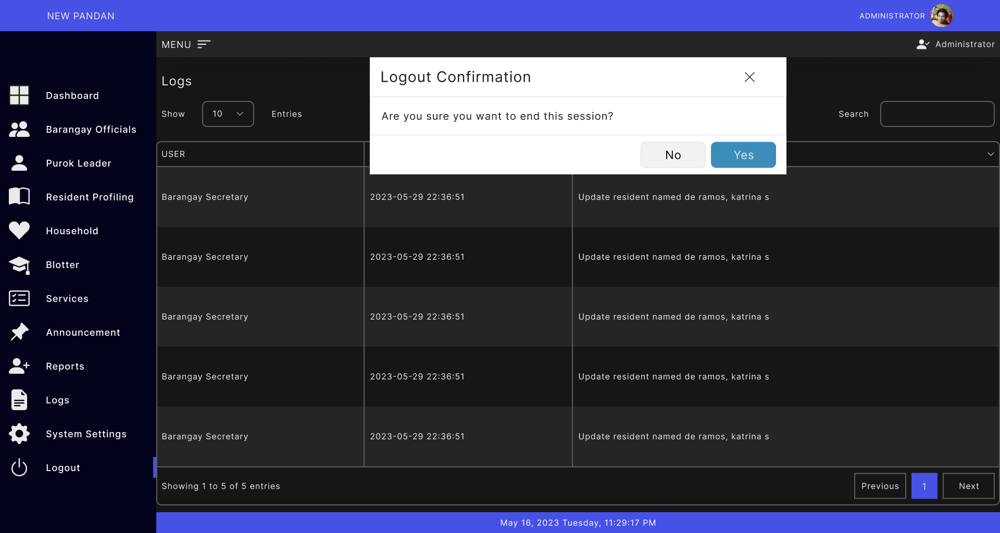 NEW PANDAN
ADMINISTRATOR
MENU
Administrator
Dashboard
Barangay Officials
Purok Leader
Resident Profiling
Household
Blotter
Services
Announcement
Reports
Logs
System Settings
Logout
Logs
Show
10
Entries
Search
Logout Confirmation
Are you sure you want to end this session?
No
Yes
USER
Barangay Secretary 2023-05-29 22:36:51 Update resident named de ramos, katrina s
Barangay Secretary 2023-05-29 22:36:51 Update resident named de ramos, katrina s
Barangay Secretary 2023-05-29 22:36:51 Update resident named de ramos, katrina s
Barangay Secretary 2023-05-29 22:36:51 Update resident named de ramos, katrina s
Barangay Secretary 2023-05-29 22:36:51 Update resident named de ramos, katrina s
Showing 1 to 5 of 5 entries
Previous
1
Next
May 16, 2023 Tuesday, 11:29:17 PM